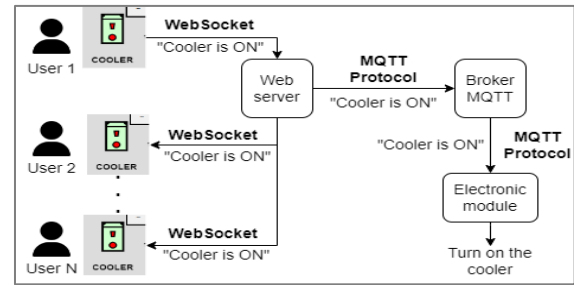 WebSocket
"Cooler is ON"
COOLER
User 1
MQTT
Protocol
"Cooler is ON"
Web
server
Broker
MQTT
WebSocket
"Cooler is ON"
COOLER
User 2
"Cooler is ON"
MQTT
Protocol
Electronic
module
WebSocket
"Cooler is ON"
COOLER
User N
Turn on the
cooler